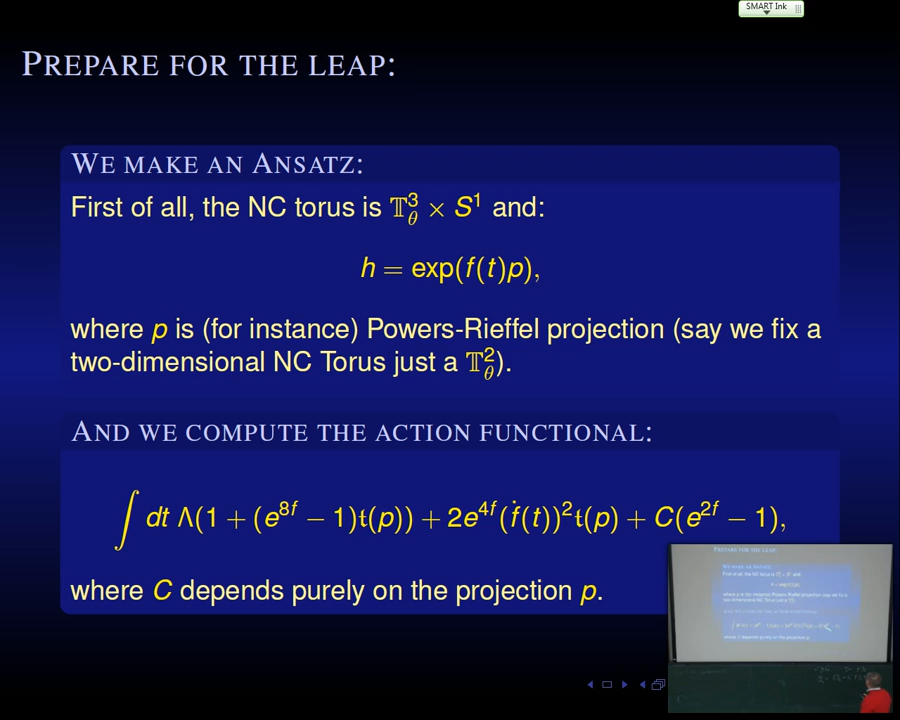 SMART Ink
PREPARE FOR THE LEAP:
WE MAKE AN ANSATZ:
First of all, the NC torus is 𝕋³_θ × S¹ and:
h = exp(f(t)p),
where p is (for instance) Powers-Rieffel projection (say we fix a
two-dimensional NC Torus just a 𝕋²_θ).
AND WE COMPUTE THE ACTION FUNCTIONAL:
∫ dt Λ(1 + (e^{8f} − 1)𝔱(p)) + 2e^{4f}(ḟ(t))²𝔱(p) + C(e^{2f} − 1),
where C depends purely on the projection p.